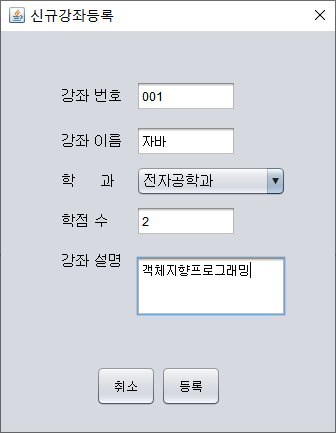 신규강좌등록
강좌 번호 001
강좌 이름 자바
학 과 전자공학과
학점 수 2
강좌 설명 객체지향프로그래밍
취소 등록